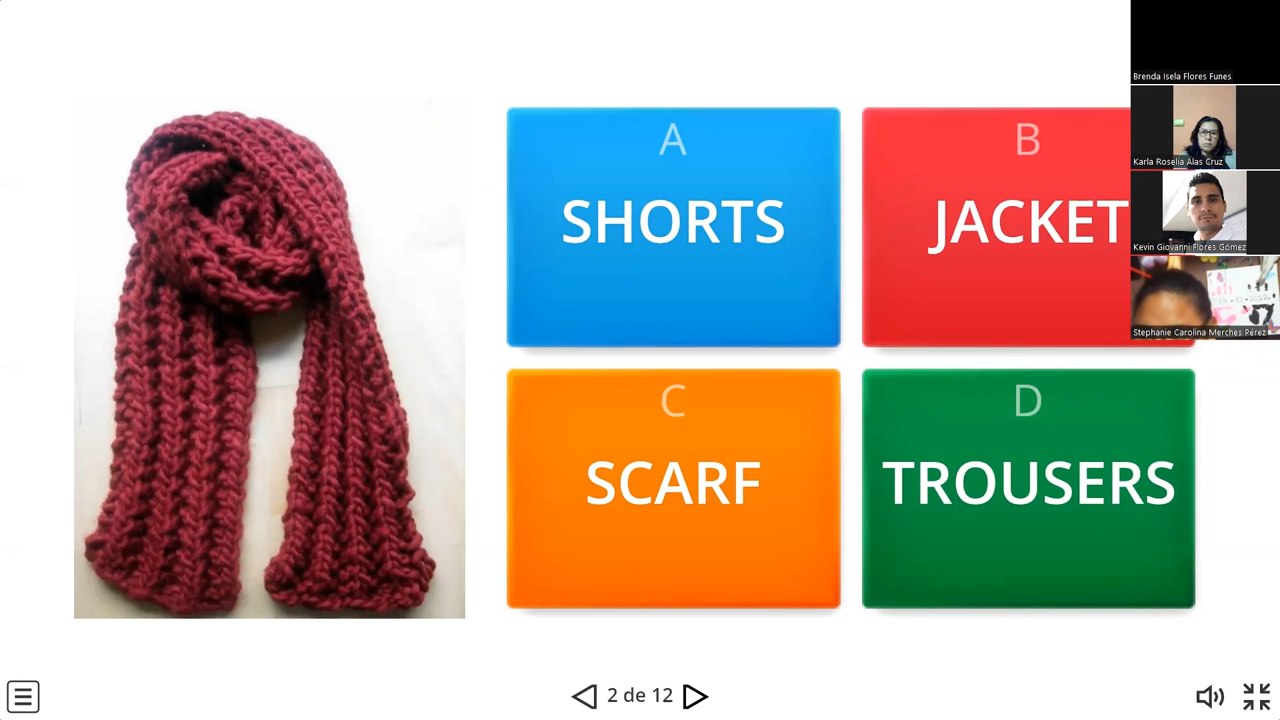 A
SHORTS
B
JACKET
C
SCARF
D
TROUSERS
2 de 12
Brenda Isela Flores Funes
Karla Roselia Alas Cruz
Kevin Giovanni Flores Gómez
Stephanie Carolina Merches Pérez